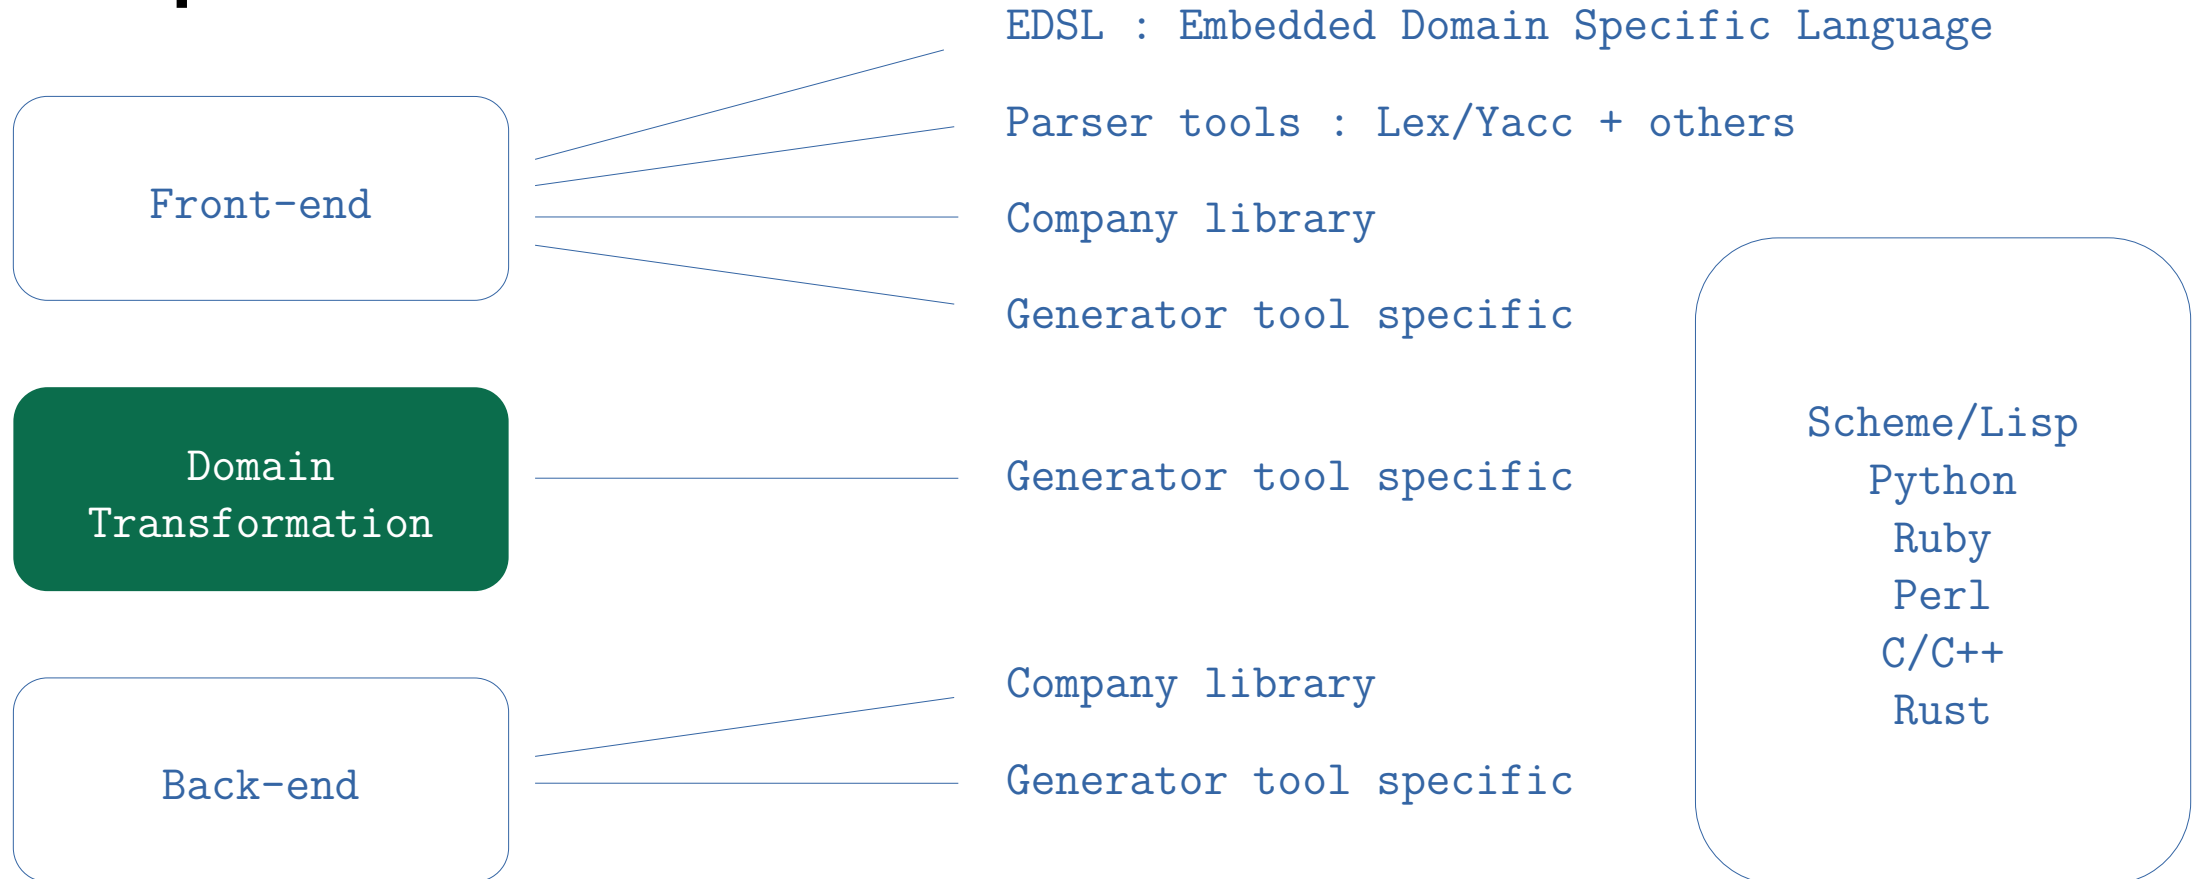 EDSL : Embedded Domain Specific Language
Parser tools : Lex/Yacc + others
Front-end
Company library
Generator tool specific
Domain
Transformation
Generator tool specific
Company library
Back-end
Generator tool specific
Scheme/Lisp
Python
Ruby
Perl
C/C++
Rust